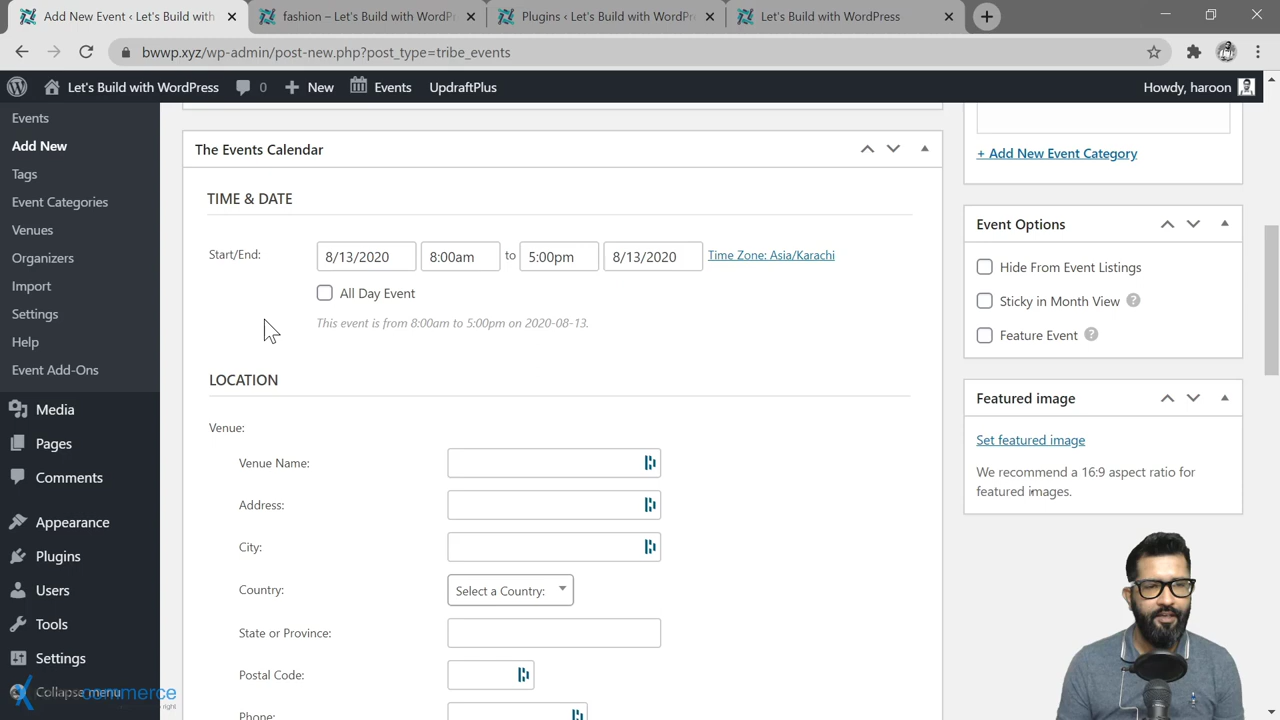 Add New Event ‹ Let's Build with
fashion – Let's Build with WordPr
Plugins ‹ Let's Build with WordPr
Let's Build with WordPress
bwwp.xyz/wp-admin/post-new.php?post_type=tribe_events
Let's Build with WordPress
0
New
Events
UpdraftPlus
Howdy, haroon
Events
Add New
Tags
Event Categories
Venues
Organizers
Import
Settings
Help
Event Add-Ons
Media
Pages
Comments
Appearance
Plugins
Users
Tools
Settings
Collapse menu
commerce
The Events Calendar
TIME & DATE
Start/End:
8/13/2020
8:00am
to
5:00pm
8/13/2020
Time Zone: Asia/Karachi
All Day Event
This event is from 8:00am to 5:00pm on 2020-08-13.
LOCATION
Venue:
Venue Name:
Address:
City:
Country:
Select a Country:
State or Province:
Postal Code:
Phone:
+ Add New Event Category
Event Options
Hide From Event Listings
Sticky in Month View ?
Feature Event ?
Featured image
Set featured image
We recommend a 16:9 aspect ratio for
featured images.